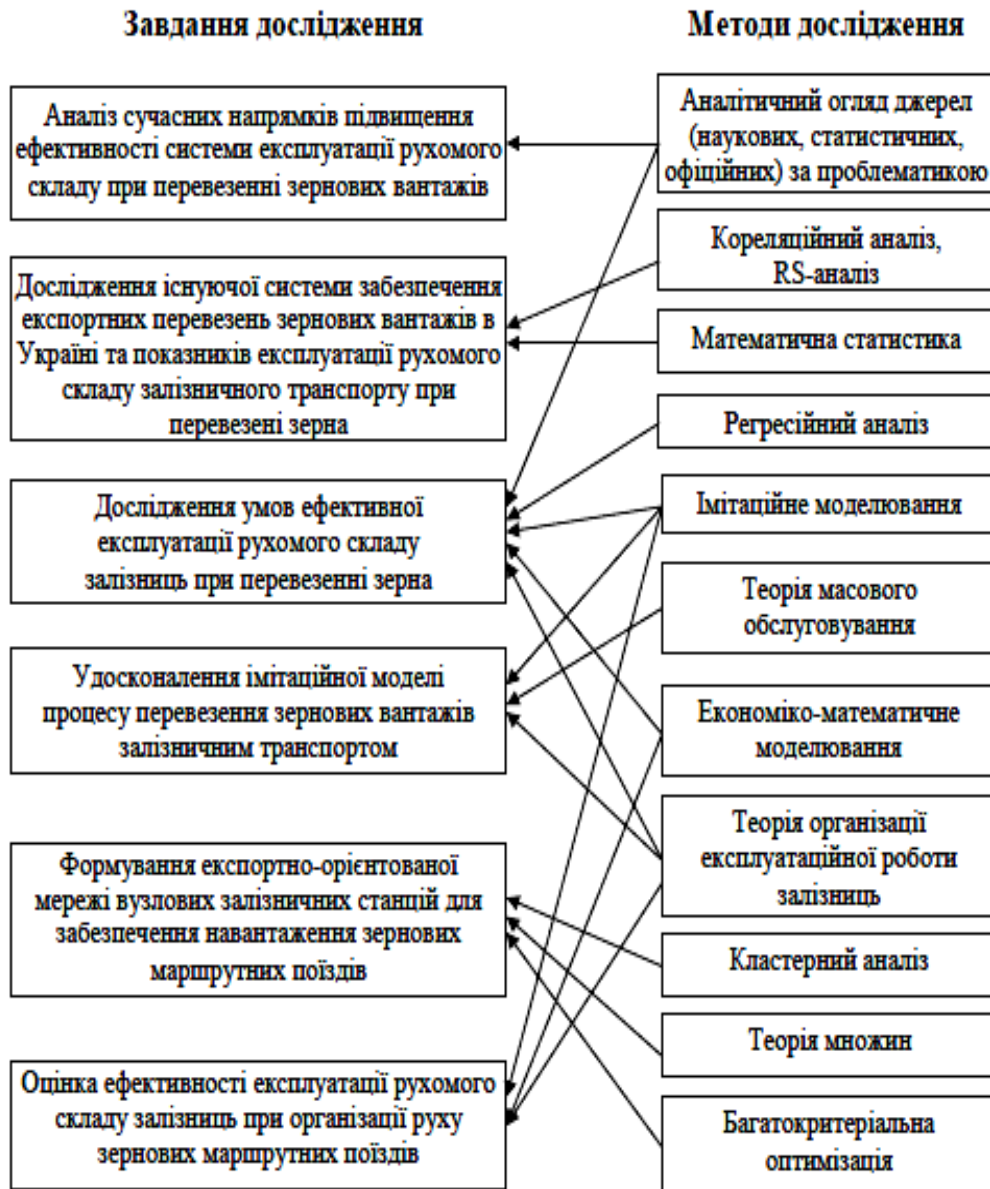 Завдання дослідження
Аналіз сучасних напрямків підвищення
ефективності системи експлуатації рухомого
складу при перевезенні зернових вантажів
Дослідження існуючої системи забезпечення
експортних перевезень зернових вантажів в
Україні та показників експлуатації рухомого
складу залізничного транспорту при
перевезені зерна
Дослідження умов ефективної
експлуатації рухомого складу
залізниць при перевезенні зерна
Удосконалення імітаційної моделі
процесу перевезення зернових вантажів
залізничним транспортом
Формування експортно-орієнтованої
мережі вузлових залізничних станцій для
забезпечення навантаження зернових
маршрутних поїздів
Оцінка ефективності експлуатації рухомого
складу залізниць при організації руху
зернових маршрутних поїздів
Методи дослідження
Аналітичний огляд джерел
(наукових, статистичних,
офіційних) за проблематикою
Кореляційний аналіз,
RS-аналіз
Математична статистика
Регресійний аналіз
Імітаційне моделювання
Теорія масового
обслуговування
Економіко-математичне
моделювання
Теорія організації
експлуатаційної роботи
залізниць
Кластерний аналіз
Теорія множин
Багатокритеріальна
оптимізація